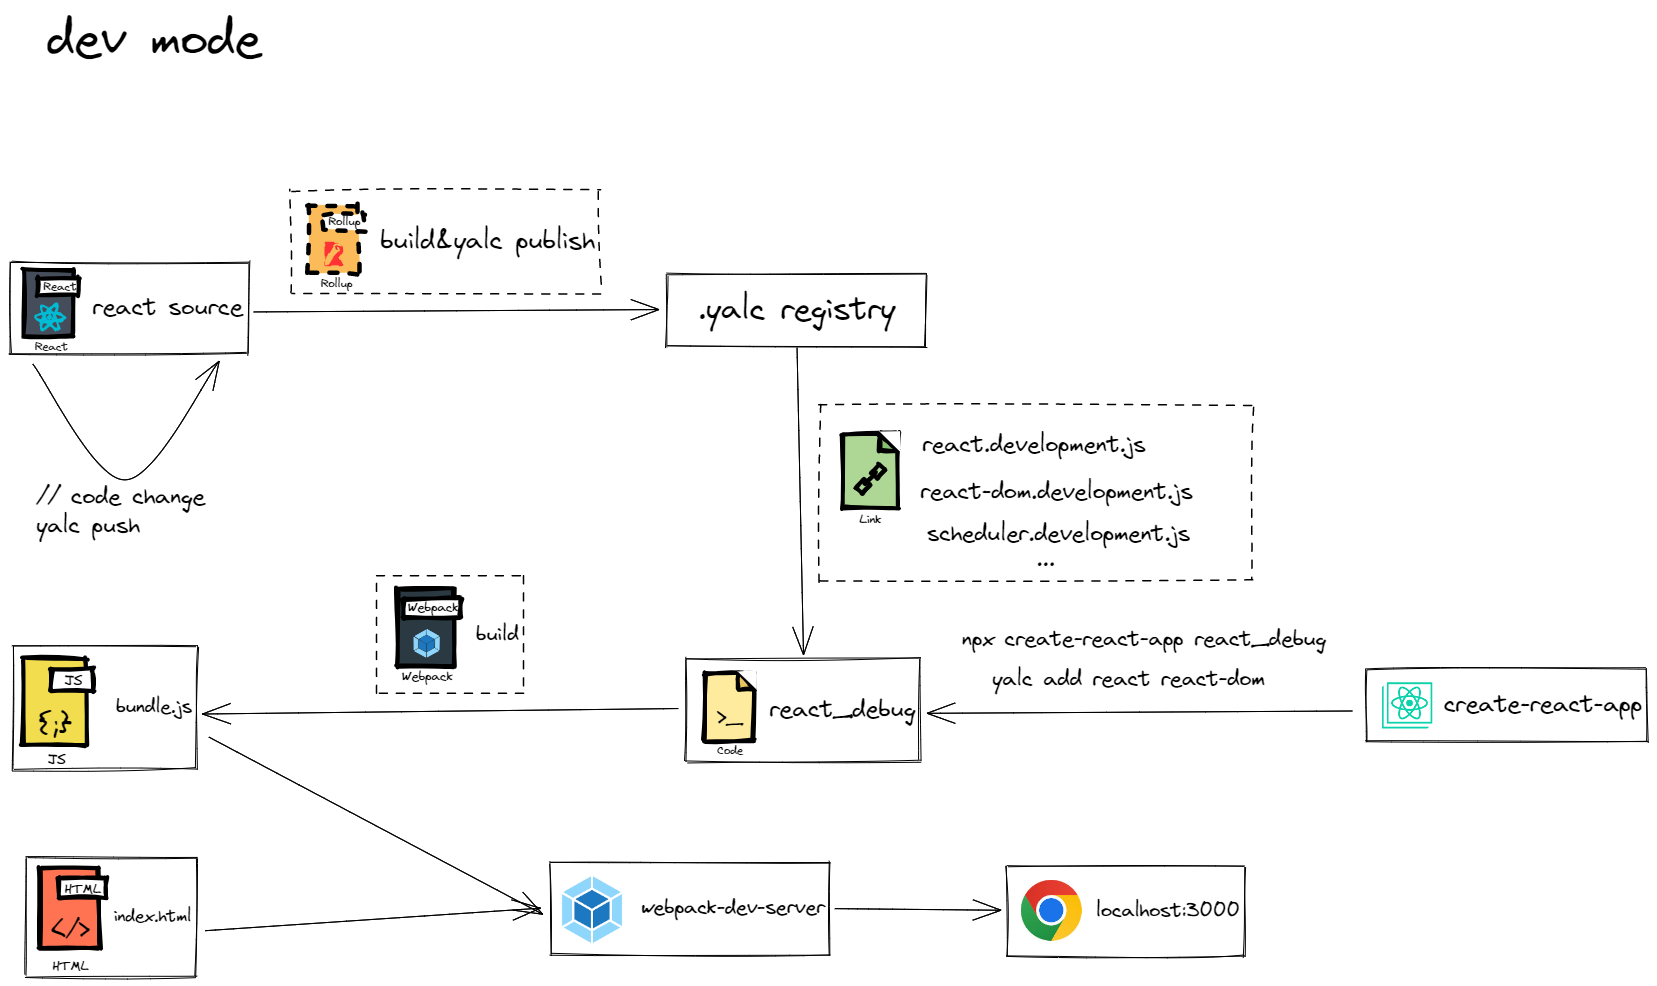 dev mode
Rollup
build&yalc publish
Rollup
React
react source
React
.yalc registry
// code change
yalc push
react.development.js
react-dom.development.js
Link
scheduler.development.js
...
Webpack
build
Webpack
npx create-react-app react_debug
yalc add react react-dom
JS
{;}
bundle.js
JS
>_
react_debug
Code
create-react-app
HTML
</>
index.html
HTML
webpack-dev-server
localhost:3000